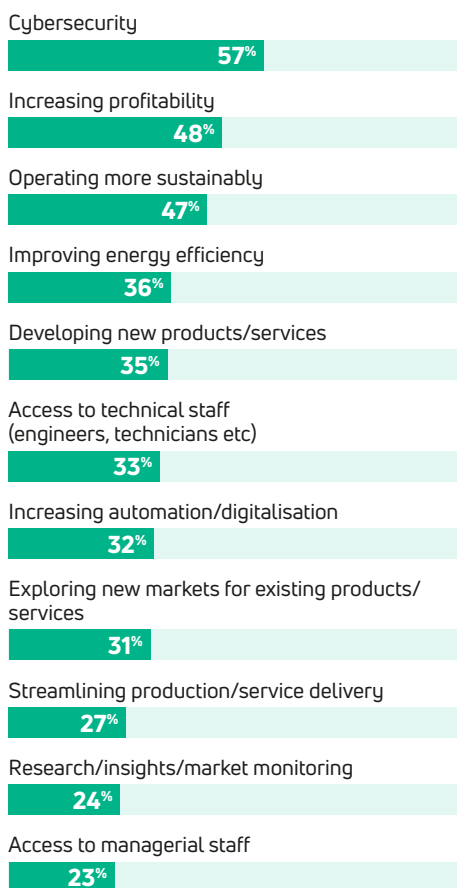 Cybersecurity
57%
Increasing profitability
48%
Operating more sustainably
47%
Improving energy efficiency
36%
Developing new products/services
35%
Access to technical staff
(engineers, technicians etc)
33%
Increasing automation/digitalisation
32%
Exploring new markets for existing products/
services
31%
Streamlining production/service delivery
27%
Research/insights/market monitoring
24%
Access to managerial staff
23%